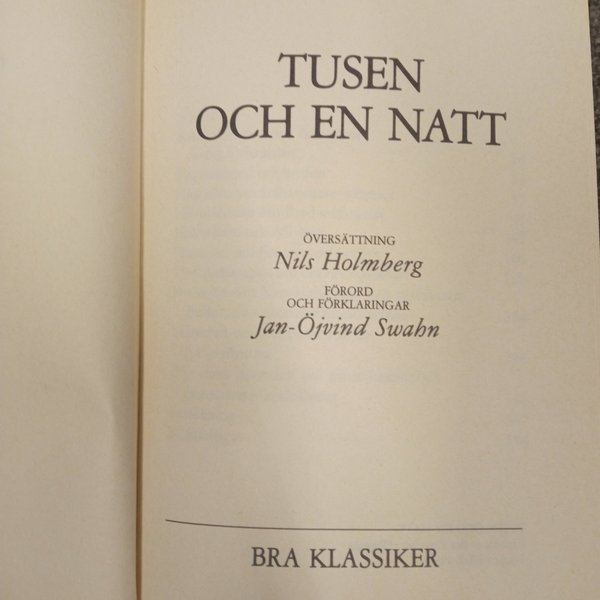 TUSEN
OCH EN NATT
ÖVERSÄTTNING
Nils Holmberg
FÖRORD
OCH FÖRKLARINGAR
Jan-Öjvind Swahn
BRA KLASSIKER